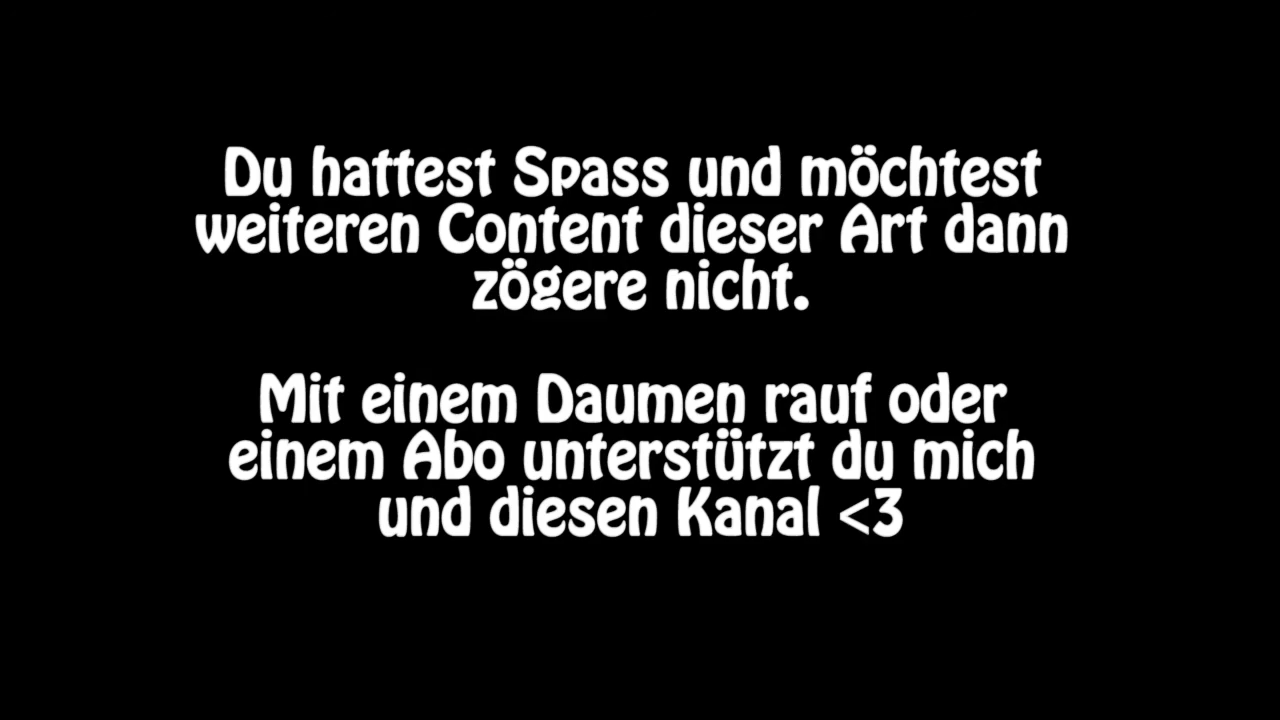 Du hattest Spass und möchtest
weiteren Content dieser Art dann
zögere nicht.
Mit einem Daumen rauf oder
einem Abo unterstützt du mich
und diesen Kanal <3